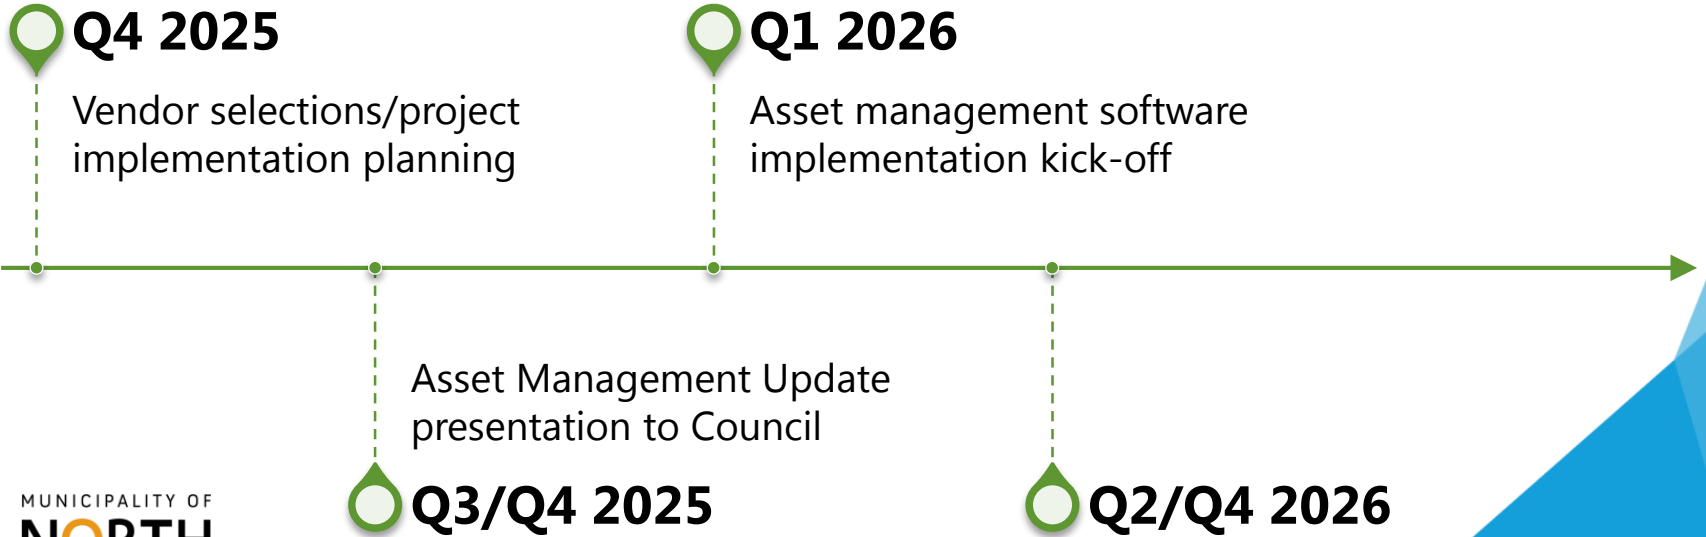 Q4 2025
Vendor selections/project
implementation planning
Q1 2026
Asset management software
implementation kick-off
Asset Management Update
presentation to Council
Q3/Q4 2025
Q2/Q4 2026
MUNICIPALITY OF
NORTH